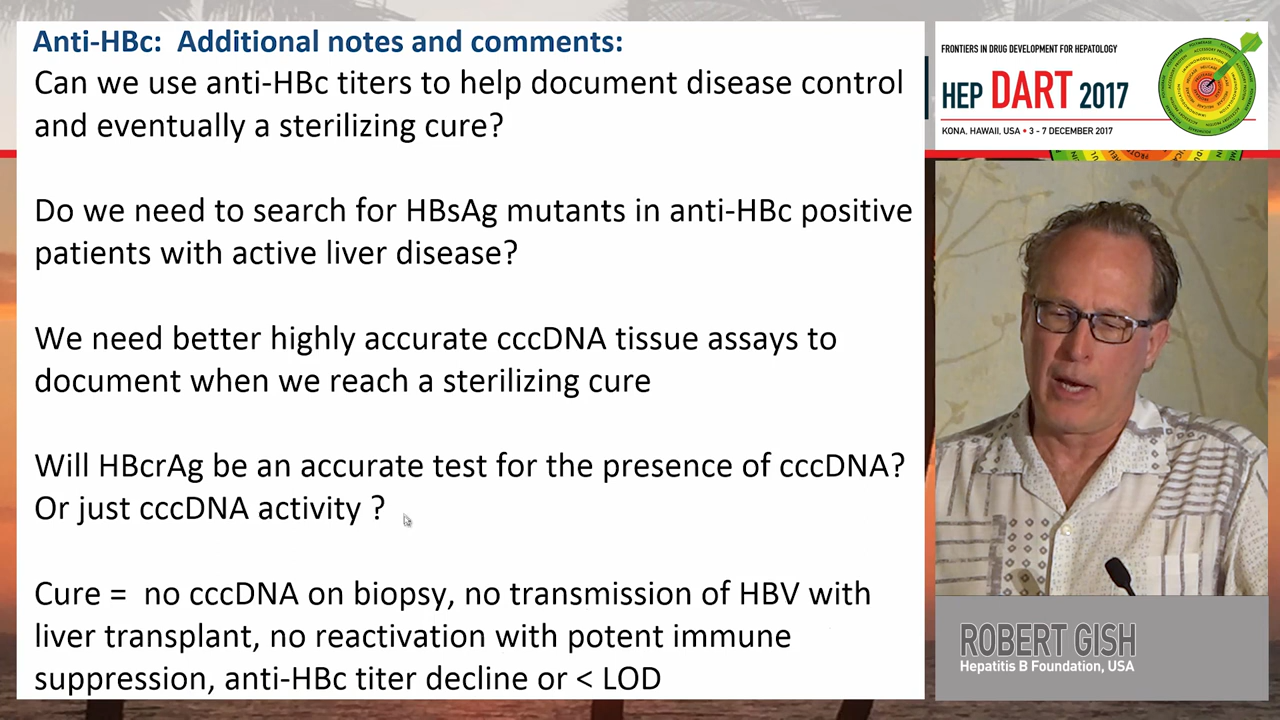 Anti-HBc:  Additional notes and comments:
Can we use anti-HBc titers to help document disease control
and eventually a sterilizing cure?
Do we need to search for HBsAg mutants in anti-HBc positive
patients with active liver disease?
We need better highly accurate cccDNA tissue assays to
document when we reach a sterilizing cure
Will HBcrAg be an accurate test for the presence of cccDNA?
Or just cccDNA activity ?
Cure =  no cccDNA on biopsy, no transmission of HBV with
liver transplant, no reactivation with potent immune
suppression, anti-HBc titer decline or < LOD
FRONTIERS IN DRUG DEVELOPMENT FOR HEPATOLOGY
HEP DART 2017
KONA, HAWAII, USA • 3 - 7 DECEMBER 2017
ROBERT GISH
Hepatitis B Foundation, USA